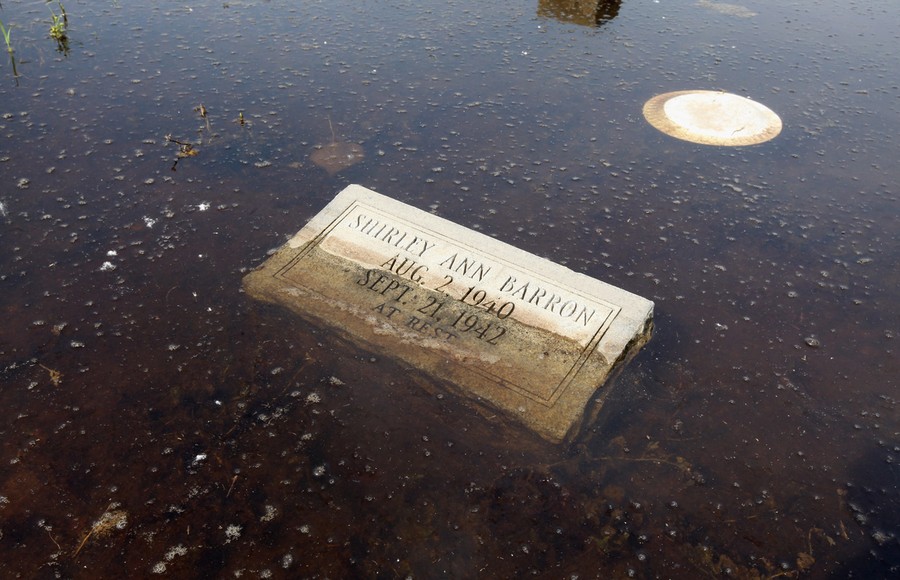 SHIRLEY ANN BARRON
AUG. 2, 1940
SEPT. 21, 1942
AT REST